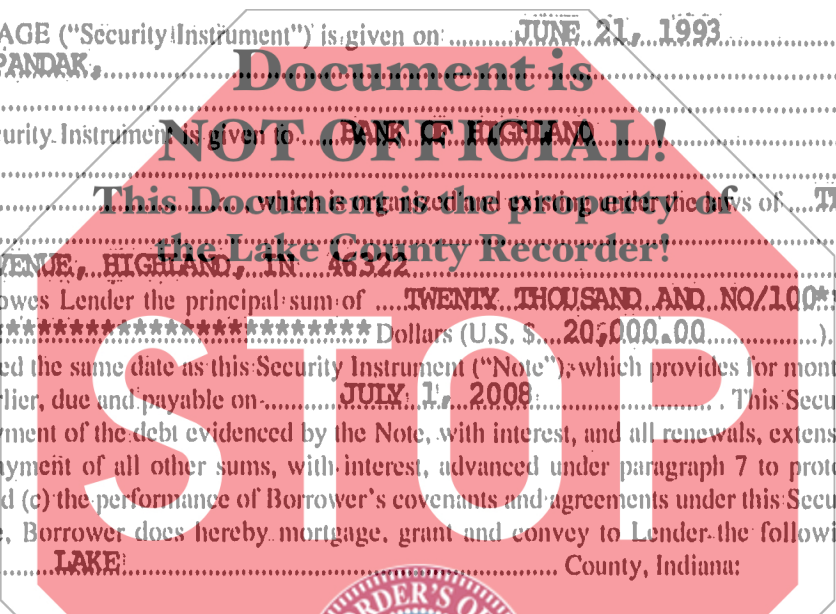 AGE ("Security Instrument") is given on JUNE 21, 1993
PANDAK,
Document is
urity Instrument is given to BANK OF HIGHLAND
NOT OFFICIAL!
, which is organized and existing under the laws of
This Document is the property of
the Lake County Recorder!
VENUE, HIGHLAND, IN 46322
owes Lender the principal sum of TWENTY THOUSAND AND NO/100*
******************************** Dollars (U.S. $ 20,000.00 ).
ed the same date as this Security Instrument ("Note"), which provides for mont
rlier, due and payable on JULY 1, 2008 . This Secu
yment of the debt evidenced by the Note, with interest, and all renewals, extens
ayment of all other sums, with interest, advanced under paragraph 7 to prote
d (c) the performance of Borrower's covenants and agreements under this Secu
e, Borrower does hereby mortgage, grant and convey to Lender the followi
LAKE County, Indiana:
STOP
RDER'S O